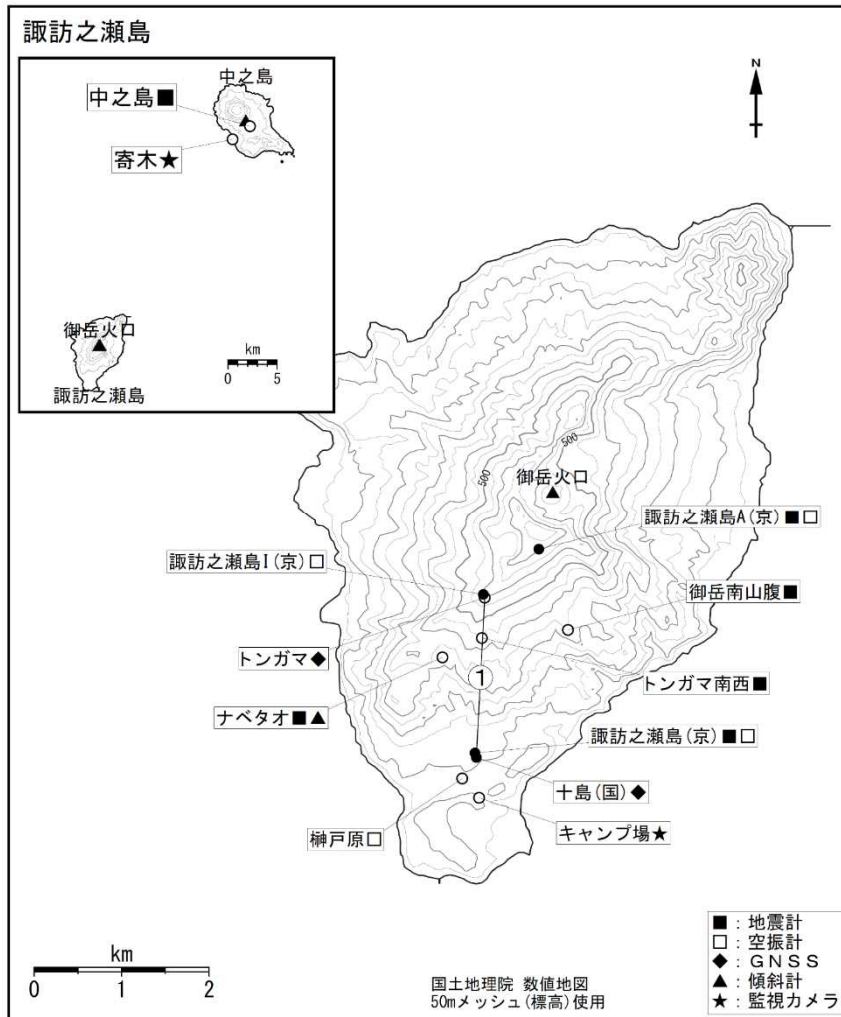 諏訪之瀬島
中之島
中之島■
寄木★
御岳火口
諏訪之瀬島
km
0 5
N
500
500
御岳火口
諏訪之瀬島A(京)■□
諏訪之瀬島I(京)□
御岳南山腹■
トンガマ◆
①
トンガマ南西■
ナベタオ■▲
諏訪之瀬島(京)■□
十島(国)◆
榊戸原□
キャンプ場★
km
0 1 2
国土地理院 数値地図
50mメッシュ(標高)使用
■:地震計
□:空振計
◆:GNSS
▲:傾斜計
★:監視カメラ